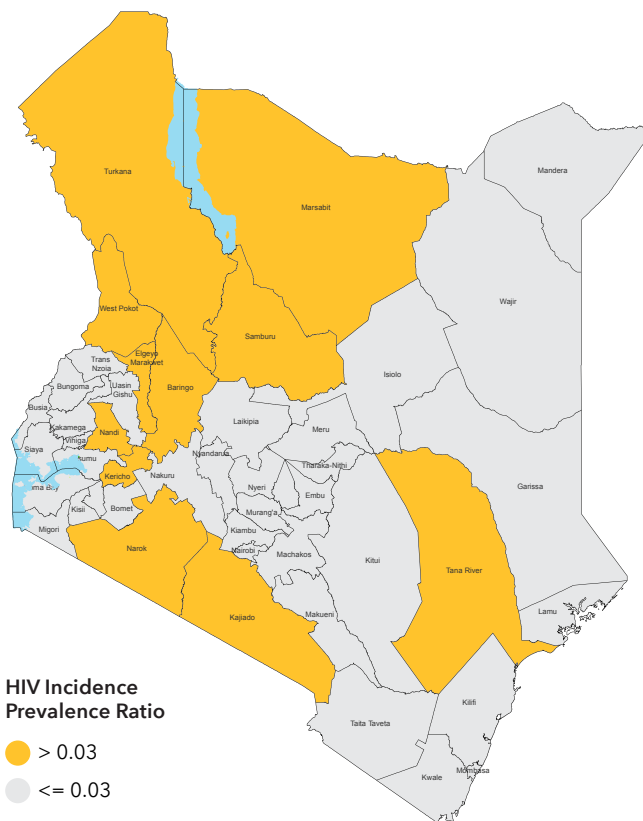 Mandera
Turkana
Marsabit
Wajir
West Pokot
Samburu
Elgeyo
Marakwet
Trans
Nzoia
Isiolo
Baringo
Uasin
Gishu
Bungoma
Busia
Laikipia
Kakamega
Meru
Nandi
Vihiga
Siaya
Nyandarua
umu
Tharaka-Nithi
Kericho
Nakuru
Nyeri
Garissa
ma Bay
Embu
Bomet
Kisii
Murang'a
Migori
Kiambu
Narok
Nairobi
Machakos
Kitui
Tana River
Lamu
Kajiado
Makueni
HIV Incidence
Prevalence Ratio
Kilifi
Taita Taveta
> 0.03
Mombasa
Kwale
<= 0.03